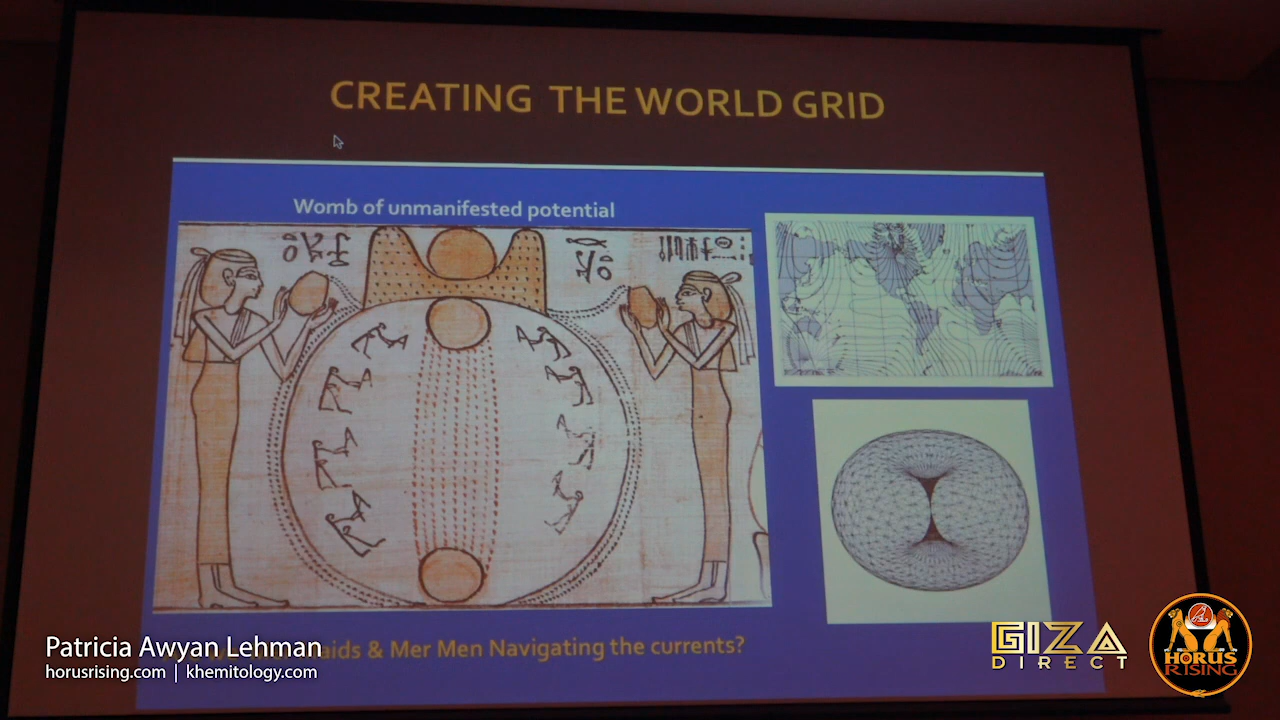 CREATING THE WORLD GRID
Womb of unmanifested potential
aids & Mer Men Navigating the currents?
Patricia Awyan Lehman
horusrising.com | khemitology.com
GIZA
DIRECT
HORUS
RISING